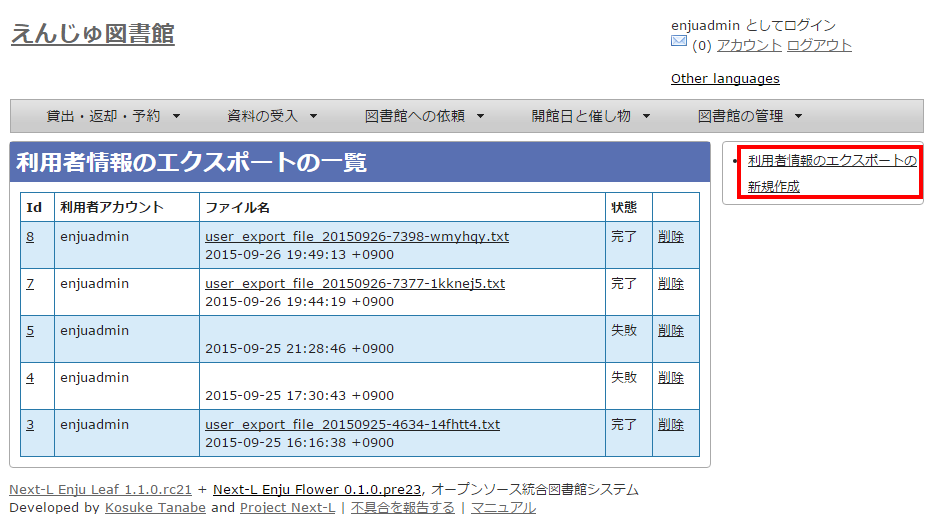 えんじゅ図書館
enjuadmin としてログイン
(0) アカウント ログアウト
Other languages
貸出・返却・予約 ▼ 資料の受入 ▼ 図書館への依頼 ▼ 開館日と催し物 ▼ 図書館の管理 ▼
利用者情報のエクスポートの一覧
Id 利用者アカウント ファイル名 状態
8 enjuadmin user_export_file_20150926-7398-wmyhqy.txt 完了 削除
2015-09-26 19:49:13 +0900
7 enjuadmin user_export_file_20150926-7377-1kknej5.txt 完了 削除
2015-09-26 19:44:19 +0900
5 enjuadmin 失敗 削除
2015-09-25 21:28:46 +0900
4 enjuadmin 失敗 削除
2015-09-25 17:30:43 +0900
3 enjuadmin user_export_file_20150925-4634-14fhtt4.txt 完了 削除
2015-09-25 16:16:38 +0900
• 利用者情報のエクスポートの
新規作成
Next-L Enju Leaf 1.1.0.rc21 + Next-L Enju Flower 0.1.0.pre23, オープンソース統合図書館システム
Developed by Kosuke Tanabe and Project Next-L | 不具合を報告する | マニュアル